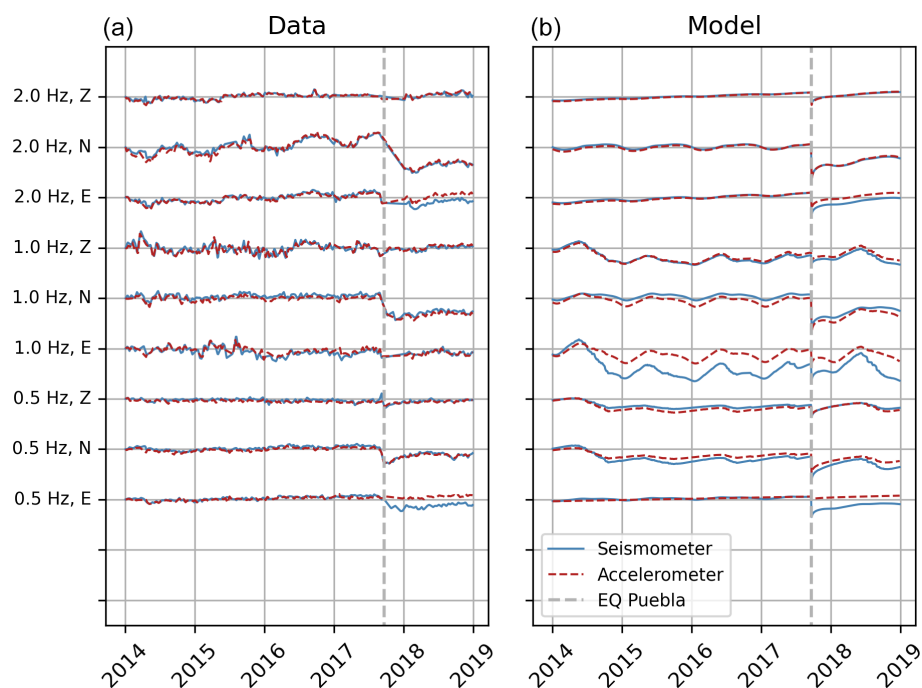 (a) Data
(b) Model
2.0 Hz, Z
2.0 Hz, N
2.0 Hz, E
1.0 Hz, Z
1.0 Hz, N
1.0 Hz, E
0.5 Hz, Z
0.5 Hz, N
0.5 Hz, E
Seismometer
Accelerometer
EQ Puebla
2014 2015 2016 2017 2018 2019
2014 2015 2016 2017 2018 2019